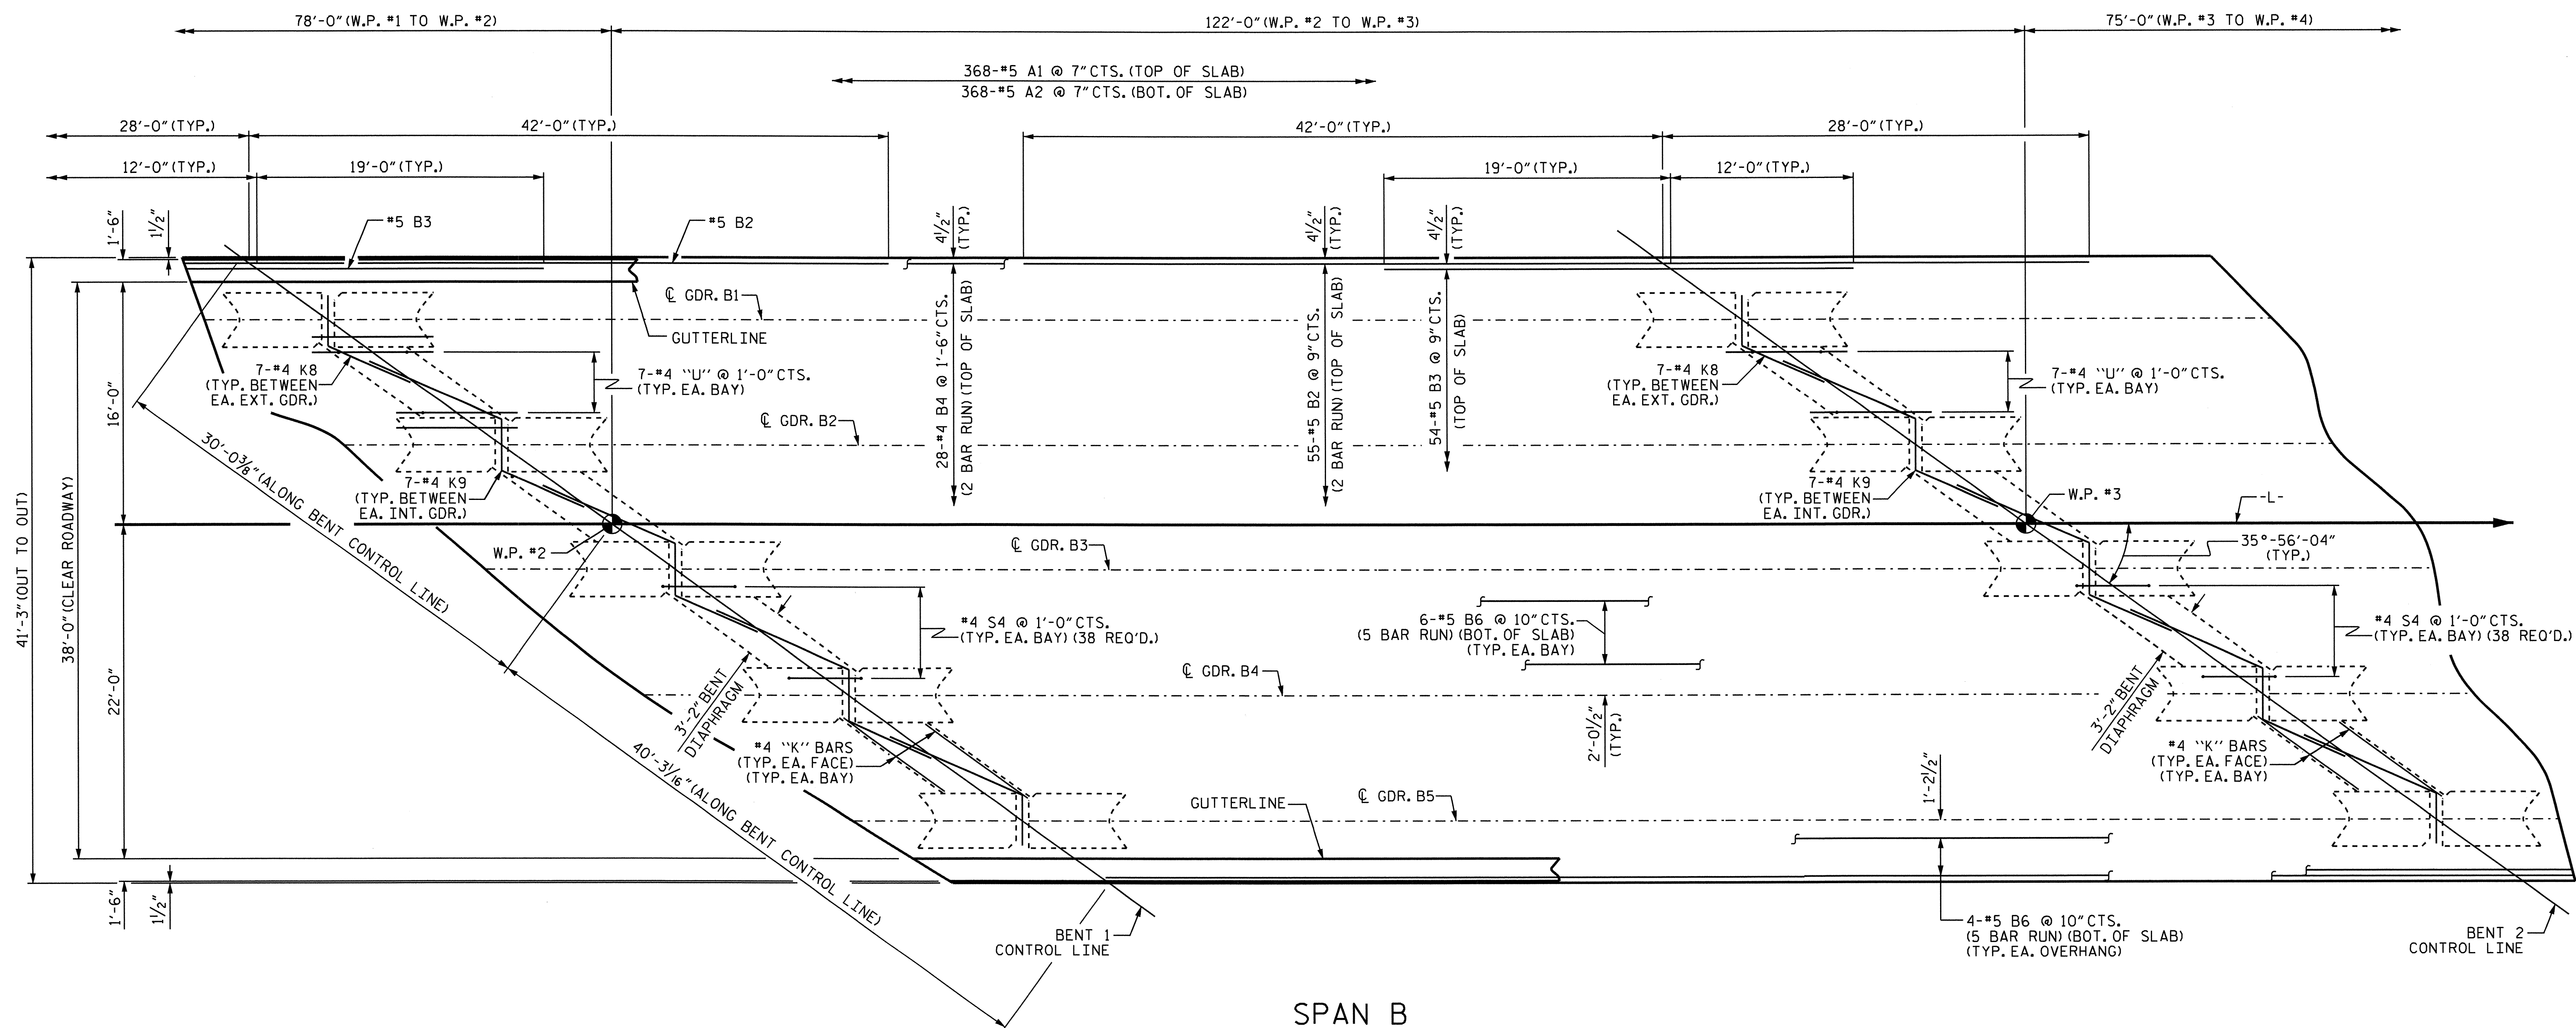 78'-0" (W.P. #1 TO W.P. #2)
122'-0" (W.P. #2 TO W.P. #3)
75'-0" (W.P. #3 TO W.P. #4)
368-#5 A1 @ 7" CTS. (TOP OF SLAB)
368-#5 A2 @ 7" CTS. (BOT. OF SLAB)
28'-0" (TYP.)
42'-0" (TYP.)
42'-0" (TYP.)
28'-0" (TYP.)
12'-0" (TYP.)
19'-0" (TYP.)
19'-0" (TYP.)
12'-0" (TYP.)
1'-6"
1½"
#5 B3
#5 B2
4½"
(TYP.)
4½"
(TYP.)
4½"
(TYP.)
℄ GDR. B1
GUTTERLINE
7-#4 K8
(TYP. BETWEEN
EA. EXT. GDR.)
7-#4 "U" @ 1'-0" CTS.
(TYP. EA. BAY)
28-#4 B4 @ 1'-6" CTS.
(2 BAR RUN) (TOP OF SLAB)
55-#5 B2 @ 9" CTS.
(2 BAR RUN) (TOP OF SLAB)
54-#5 B3 @ 9" CTS.
(TOP OF SLAB)
7-#4 K8
(TYP. BETWEEN
EA. EXT. GDR.)
7-#4 "U" @ 1'-0" CTS.
(TYP. EA. BAY)
41'-3" (OUT TO OUT)
38'-0" (CLEAR ROADWAY)
16'-0"
22'-0"
℄ GDR. B2
30'-0⅜" (ALONG BENT CONTROL LINE)
7-#4 K9
(TYP. BETWEEN
EA. INT. GDR.)
7-#4 K9
(TYP. BETWEEN
EA. INT. GDR.)
W.P. #3
-L-
W.P. #2
℄ GDR. B3
35°-56'-04"
(TYP.)
#4 S4 @ 1'-0" CTS.
(TYP. EA. BAY) (38 REQ'D.)
6-#5 B6 @ 10" CTS.
(5 BAR RUN) (BOT. OF SLAB)
(TYP. EA. BAY)
#4 S4 @ 1'-0" CTS.
(TYP. EA. BAY) (38 REQ'D.)
℄ GDR. B4
3'-2" BENT
DIAPHRAGM
2'-0½"
(TYP.)
3'-2" BENT
DIAPHRAGM
#4 "K" BARS
(TYP. EA. FACE)
(TYP. EA. BAY)
#4 "K" BARS
(TYP. EA. FACE)
(TYP. EA. BAY)
40'-3 1/16" (ALONG BENT CONTROL LINE)
GUTTERLINE
℄ GDR. B5
1'-2½"
1'-6"
1½"
BENT 1
CONTROL LINE
4-#5 B6 @ 10" CTS.
(5 BAR RUN) (BOT. OF SLAB)
(TYP. EA. OVERHANG)
BENT 2
CONTROL LINE
SPAN B